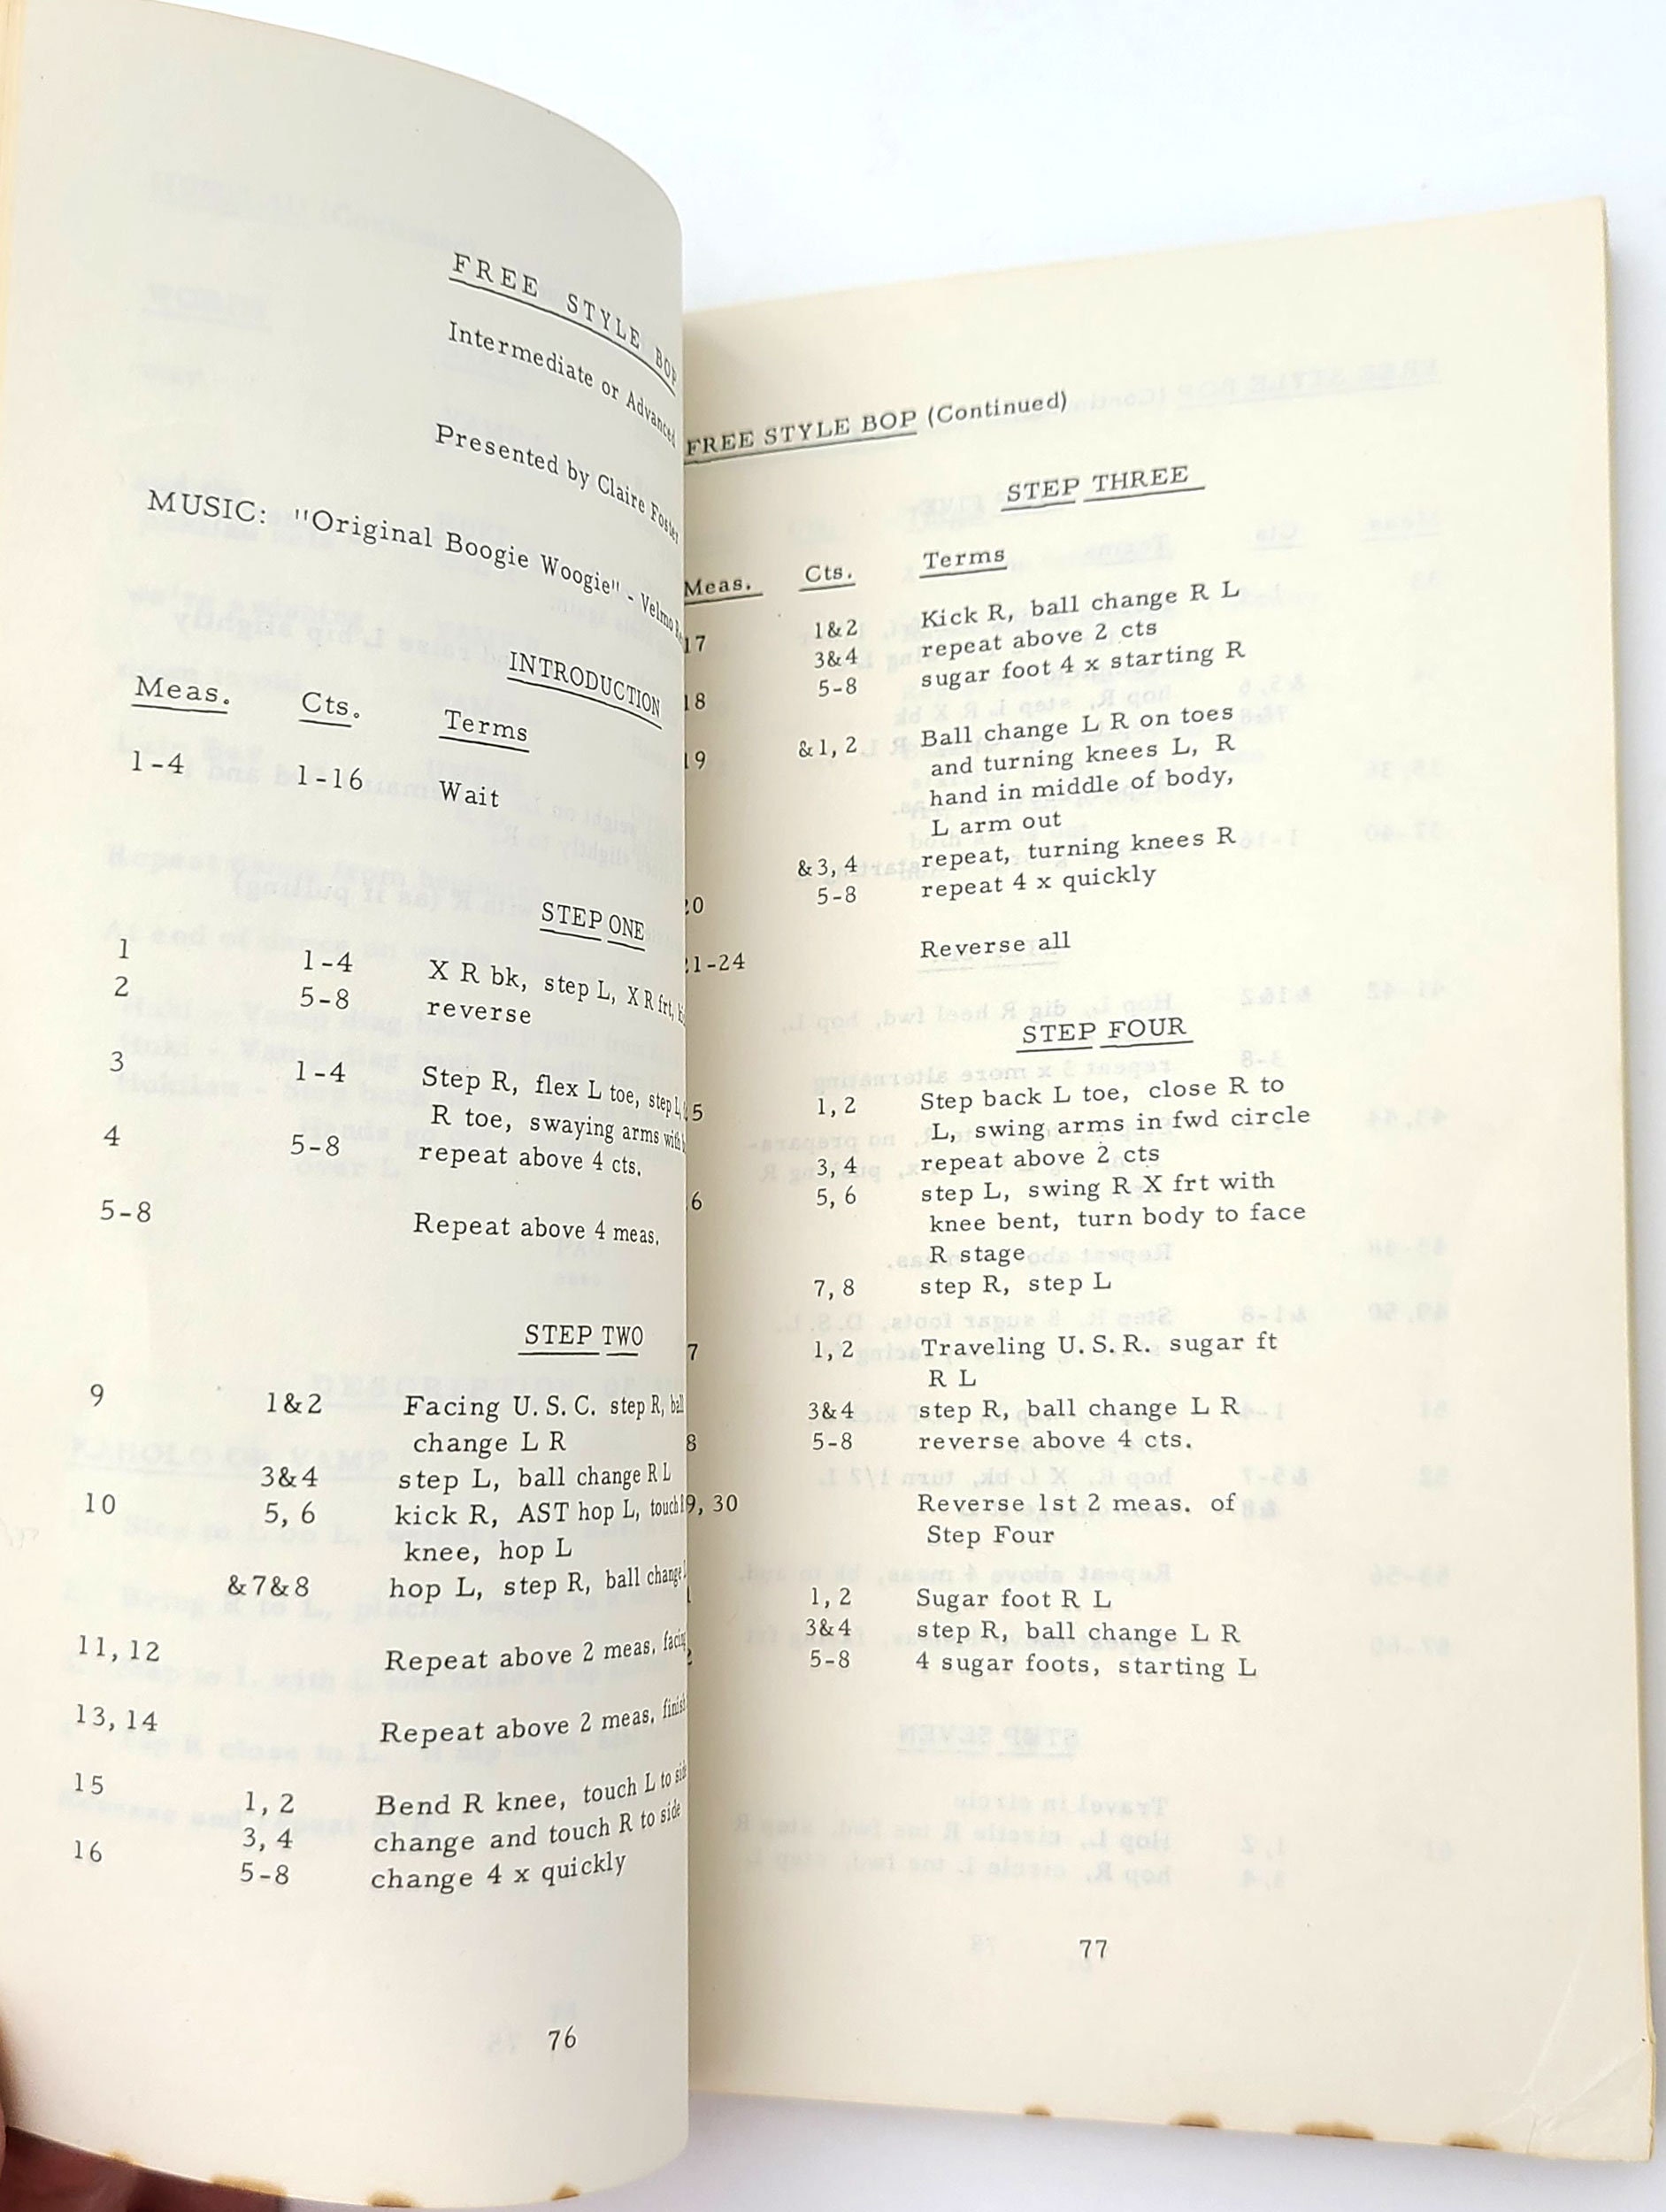 FREE STYLE BOP
Intermediate or Advanced
Presented by Claire Foster
MUSIC: "Original Boogie Woogie" - Velmo
INTRODUCTION
Meas. Cts. Terms
1-4 1-16 Wait
STEP ONE
1 1-4 X R bk, step L, X R frt,
2 5-8 reverse
3 1-4 Step R, flex L toe, step L,
R toe, swaying arms with
4 5-8 repeat above 4 cts.
5-8 Repeat above 4 meas.
STEP TWO
9 1&2 Facing U.S.C. step R, ball
change L R
3&4 step L, ball change R L
10 5, 6 kick R, AST hop L, touch
knee, hop L
&7&8 hop L, step R, ball change
11, 12 Repeat above 2 meas, facing
13, 14 Repeat above 2 meas. finish
15 1, 2 Bend R knee, touch L to side
3, 4 change and touch R to side
16 5-8 change 4 x quickly
76
FREE STYLE BOP (Continued)
STEP THREE
Meas. Cts. Terms
17 1&2 Kick R, ball change R L
3&4 repeat above 2 cts
18 5-8 sugar foot 4 x starting R
19 &1, 2 Ball change L R on toes
and turning knees L, R
hand in middle of body,
L arm out
&3, 4 repeat, turning knees R
20 5-8 repeat 4 x quickly
21-24 Reverse all
STEP FOUR
5 1, 2 Step back L toe, close R to
L, swing arms in fwd circle
3, 4 repeat above 2 cts
6 5, 6 step L, swing R X frt with
knee bent, turn body to face
R stage
7, 8 step R, step L
7 1, 2 Traveling U.S.R. sugar ft
R L
3&4 step R, ball change L R
8 5-8 reverse above 4 cts.
9, 30 Reverse 1st 2 meas. of
Step Four
1, 2 Sugar foot R L
3&4 step R, ball change L R
2 5-8 4 sugar foots, starting L
77